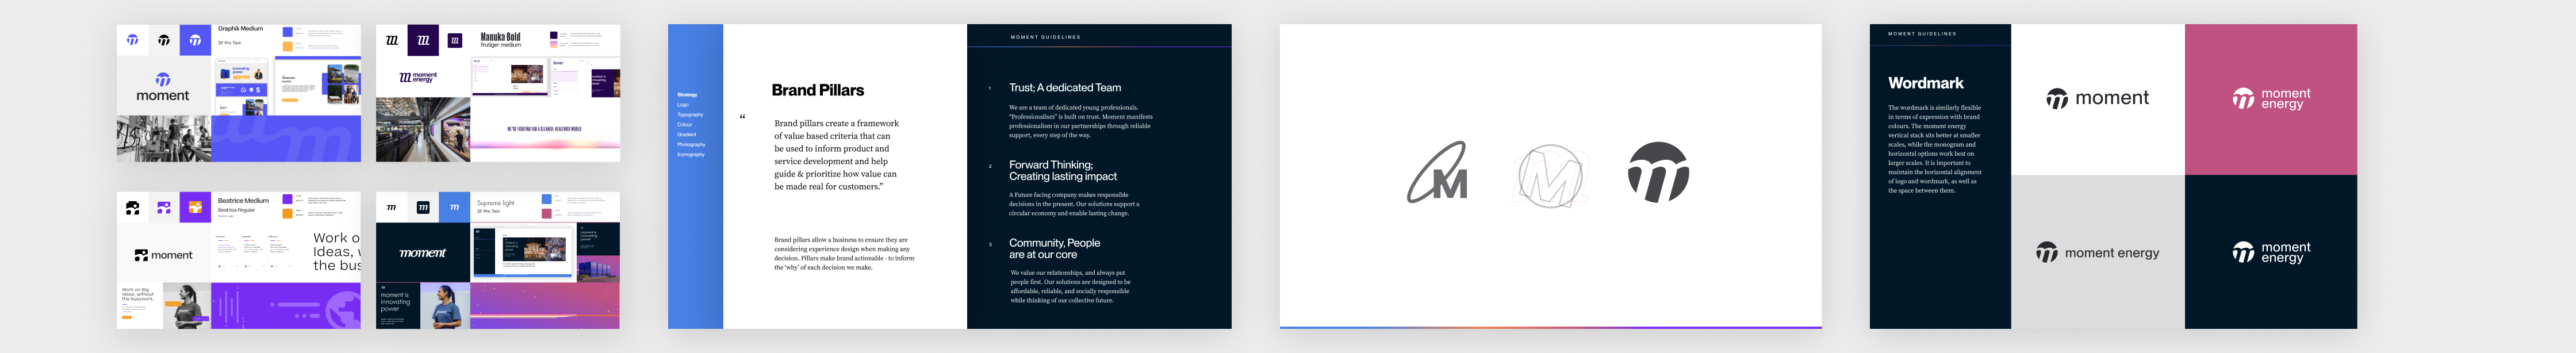 Graphik Medium
SF Pro Text
moment
Manuka Bold
frutiger medium
moment
energy
WE'RE FIGHTING FOR A CLEANER, HEALTHIER WORLD
Beatrice Medium
Beatrice Regular
moment
Work o
Ideas, w
the bus
Work on Big
Ideas, without
the busywork.
Supreme light
SF Pro Text
moment
moment is
innovating
power
Strategy
Logo
Typography
Colour
Gradient
Photography
Iconography
Brand Pillars
“
Brand pillars create a framework
of value based criteria that can
be used to inform product and
service development and help
guide & prioritize how value can
be made real for customers.”
Brand pillars allow a business to ensure they are
considering experience design when making any
decision. Pillars make brand actionable - to inform
the ‘why’ of each decision we make.
MOMENT GUIDELINES
1
Trust; A dedicated Team
We are a team of dedicated young professionals.
“Professionalism” is built on trust. Moment manifests
professionalism in our partnerships through reliable
support, every step of the way.
2
Forward Thinking;
Creating lasting impact
A Future facing company makes responsible
decisions in the present. Our solutions support a
circular economy and enable lasting change.
3
Community, People
are at our core
We value our relationships, and always put
people first. Our solutions are designed to be
affordable, reliable, and socially responsible
while thinking of our collective future.
M
M
m
MOMENT GUIDELINES
Wordmark
The wordmark is similarly flexible
in terms of expression with brand
colours. The moment energy
vertical stack sits better at smaller
scales, while the monogram and
horizontal options work best on
larger scales. It is important to
maintain the horizontal alignment
of logo and wordmark, as well as
the space between them.
moment
moment
energy
moment energy
moment
energy